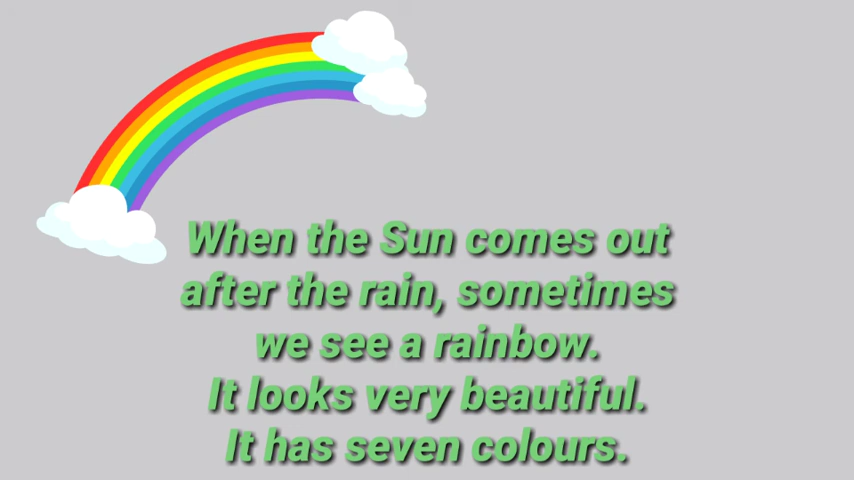 When the Sun comes out
after the rain, sometimes
we see a rainbow.
It looks very beautiful.
It has seven colours.